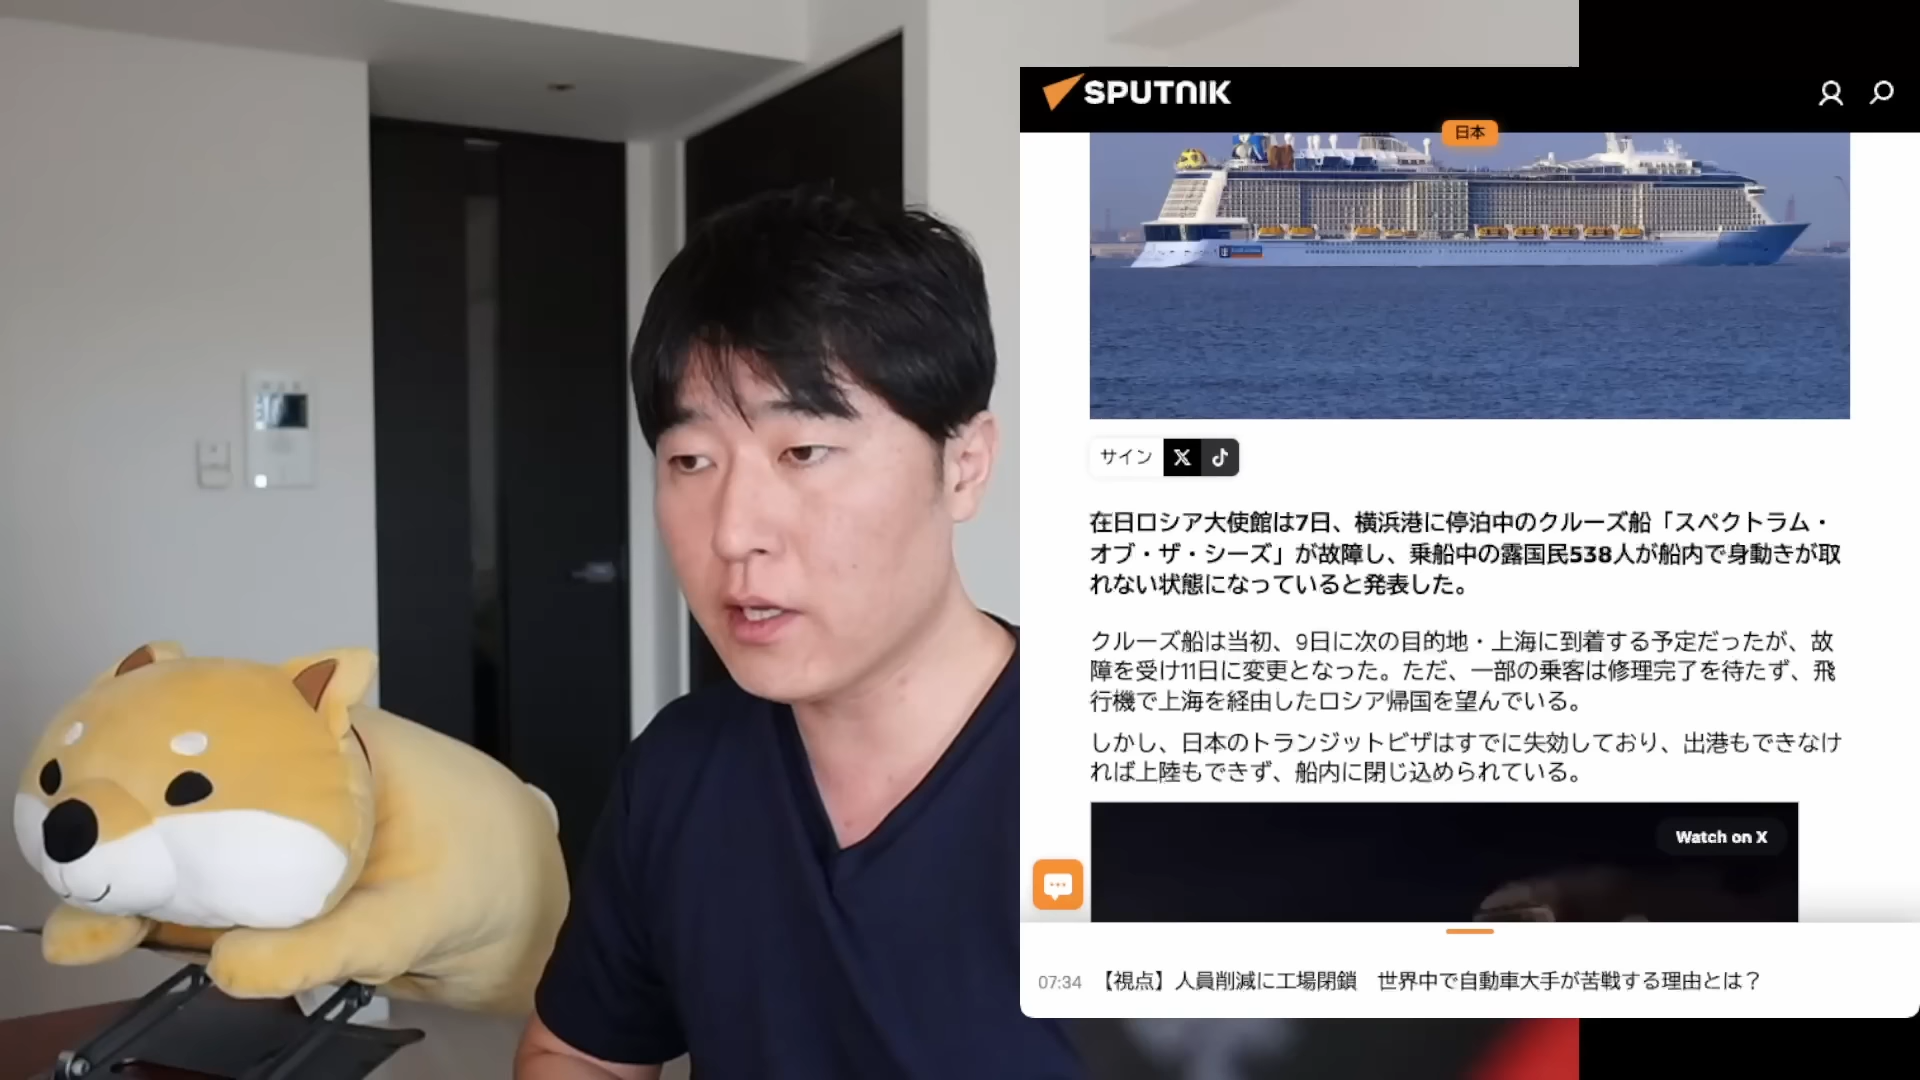 SPUTNIK
日本
サイン
在日ロシア大使館は7日、横浜港に停泊中のクルーズ船「スペクトラム・
オブ・ザ・シーズ」が故障し、乗船中の露国民538人が船内で身動きが取
れない状態になっていると発表した。
クルーズ船は当初、9日に次の目的地・上海に到着する予定だったが、故
障を受け11日に変更となった。ただ、一部の乗客は修理完了を待たず、飛
行機で上海を経由したロシア帰国を望んでいる。
しかし、日本のトランジットビザはすでに失効しており、出港もできなけ
れば上陸もできず、船内に閉じ込められている。
Watch on X
07:34 【視点】人員削減に工場閉鎖　世界中で自動車大手が苦戦する理由とは？